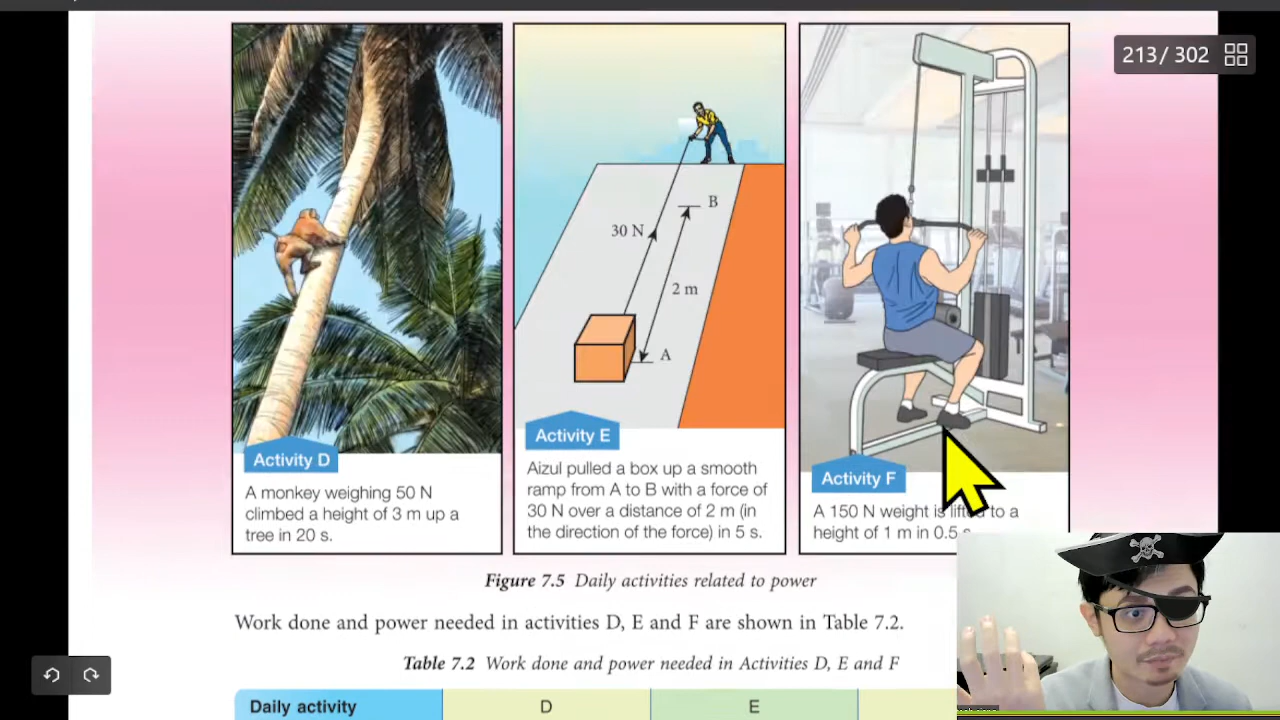 213/ 302
30 N
B
2 m
A
Activity D
A monkey weighing 50 N
climbed a height of 3 m up a
tree in 20 s.
Activity E
Aizul pulled a box up a smooth
ramp from A to B with a force of
30 N over a distance of 2 m (in
the direction of the force) in 5 s.
Activity F
A 150 N weight is lifted to a
height of 1 m in 0.5 s
Figure 7.5 Daily activities related to power
Work done and power needed in activities D, E and F are shown in Table 7.2.
Table 7.2 Work done and power needed in Activities D, E and F
Daily activity
D
E